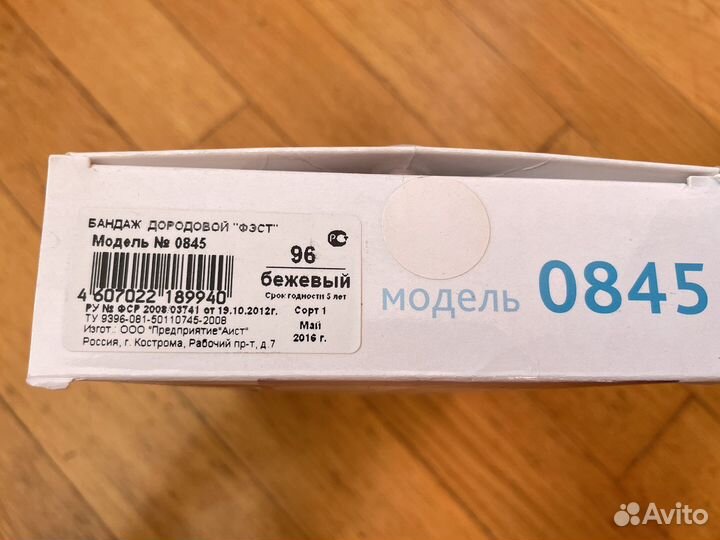 БАНДАЖ ДОРОДОВОЙ "ФЭСТ"
Модель № 0845
4 607022 189940
РУ № ФСР 2008/03741 от 19.10.2012г.
ТУ 9396-081-50110745-2008
Изгот.: ООО "Предприятие"Аист"
Россия, г. Кострома, Рабочий пр-т, д.7
РСТ
96
бежевый
Срок годности 5 лет
Сорт 1
Май
2016 г.
модель 0845
Avito